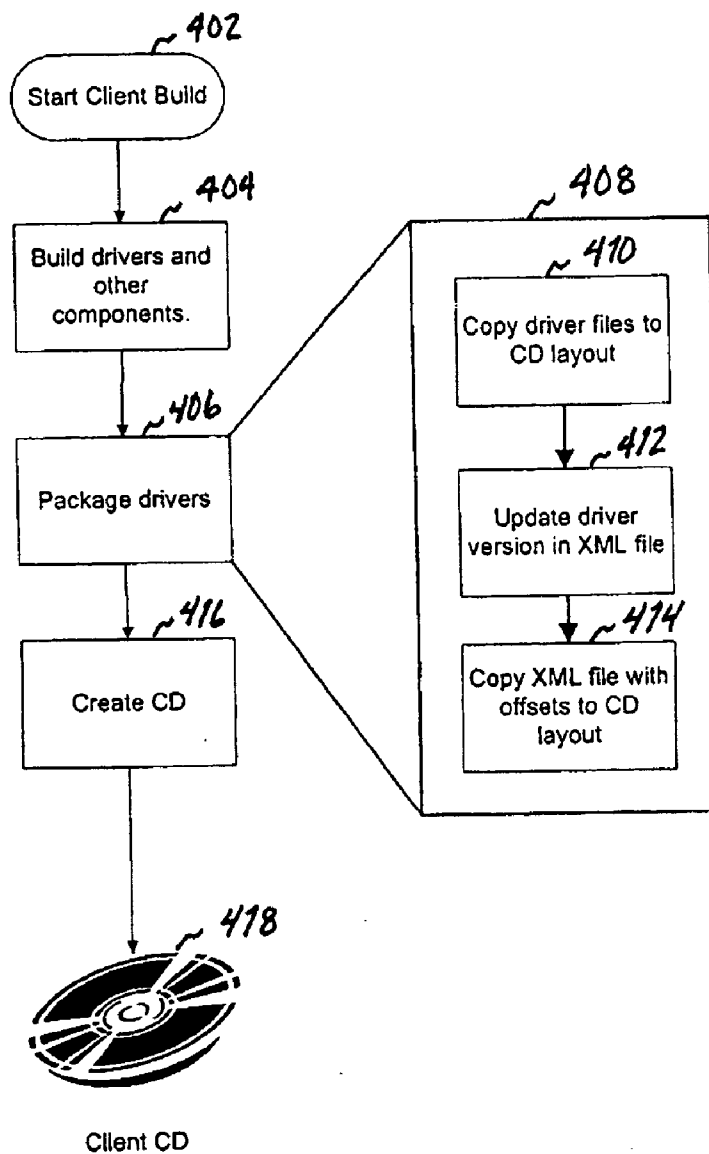 402
Start Client Build
404
Build drivers and
other
components.
406
Package drivers
408
410
Copy driver files to
CD layout
412
Update driver
version in XML file
414
Copy XML file with
offsets to CD
layout
416
Create CD
418
Client CD